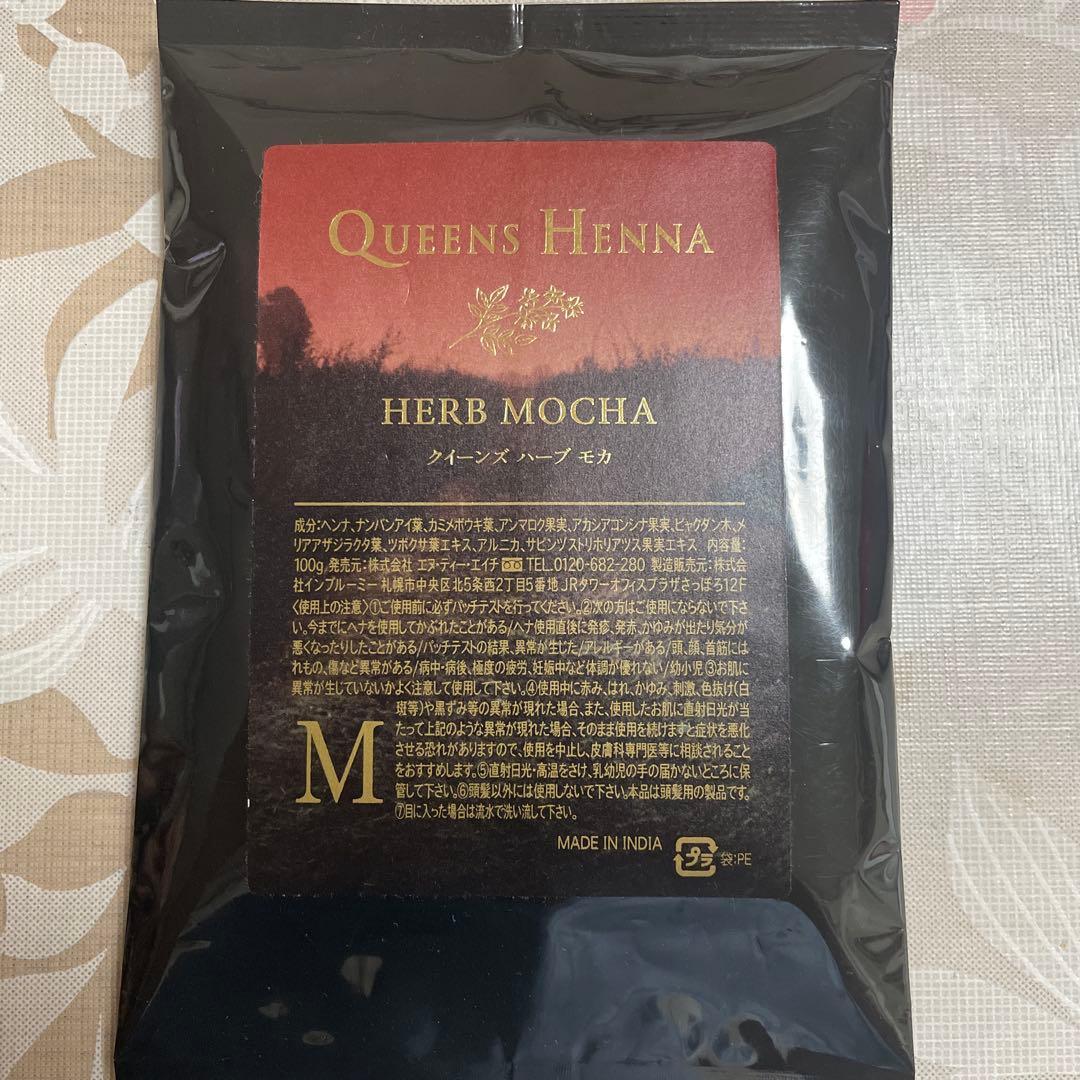 QUEENS HENNA
HERB MOCHA
クイーンズ ハーブ モカ
成分:ヘンナ、ナンバンアイ葉、カミメボウキ葉、アンマロク果実、アカシアコンシナ果実、ビャクダン木、メ
リアアザジラクタ葉、ツボクサ葉エキス、アルニカ、サピンヅストリホリアツス果実エキス 内容量:
100g 発売元:株式会社 エヌ・ティー・エイチ TEL.0120-682-280 製造販売元:株式会
社インブルーミー 札幌市中央区北5条西2丁目5番地 JRタワーオフィスプラザさっぽろ12F
〈使用上の注意〉①ご使用前に必ずパッチテストを行ってください。②次の方はご使用にならないで下さ
い。今までにヘナを使用してかぶれたことがある/ヘナ使用直後に発疹、発赤、かゆみが出たり気分が
悪くなったりしたことがある/パッチテストの結果、異常が生じた/アレルギーがある/頭、顔、首筋には
れもの、傷など異常がある/病中・病後、極度の疲労、妊娠中など体調が優れない/幼小児 ③お肌に
異常が生じていないかよく注意して使用して下さい。④使用中に赤み、はれ、かゆみ、刺激、色抜け(白
斑等)や黒ずみ等の異常が現れた場合、また、使用したお肌に直射日光が当
たって上記のような異常が現れた場合、そのまま使用を続けますと症状を悪化
させる恐れがありますので、使用を中止し、皮膚科専門医等に相談されること
をおすすめします。⑤直射日光・高温をさけ、乳幼児の手の届かないところに保
管して下さい。⑥頭髪以外には使用しないで下さい。本品は頭髪用の製品です。
⑦目に入った場合は流水で洗い流して下さい。
M
MADE IN INDIA
プラ 袋:PE